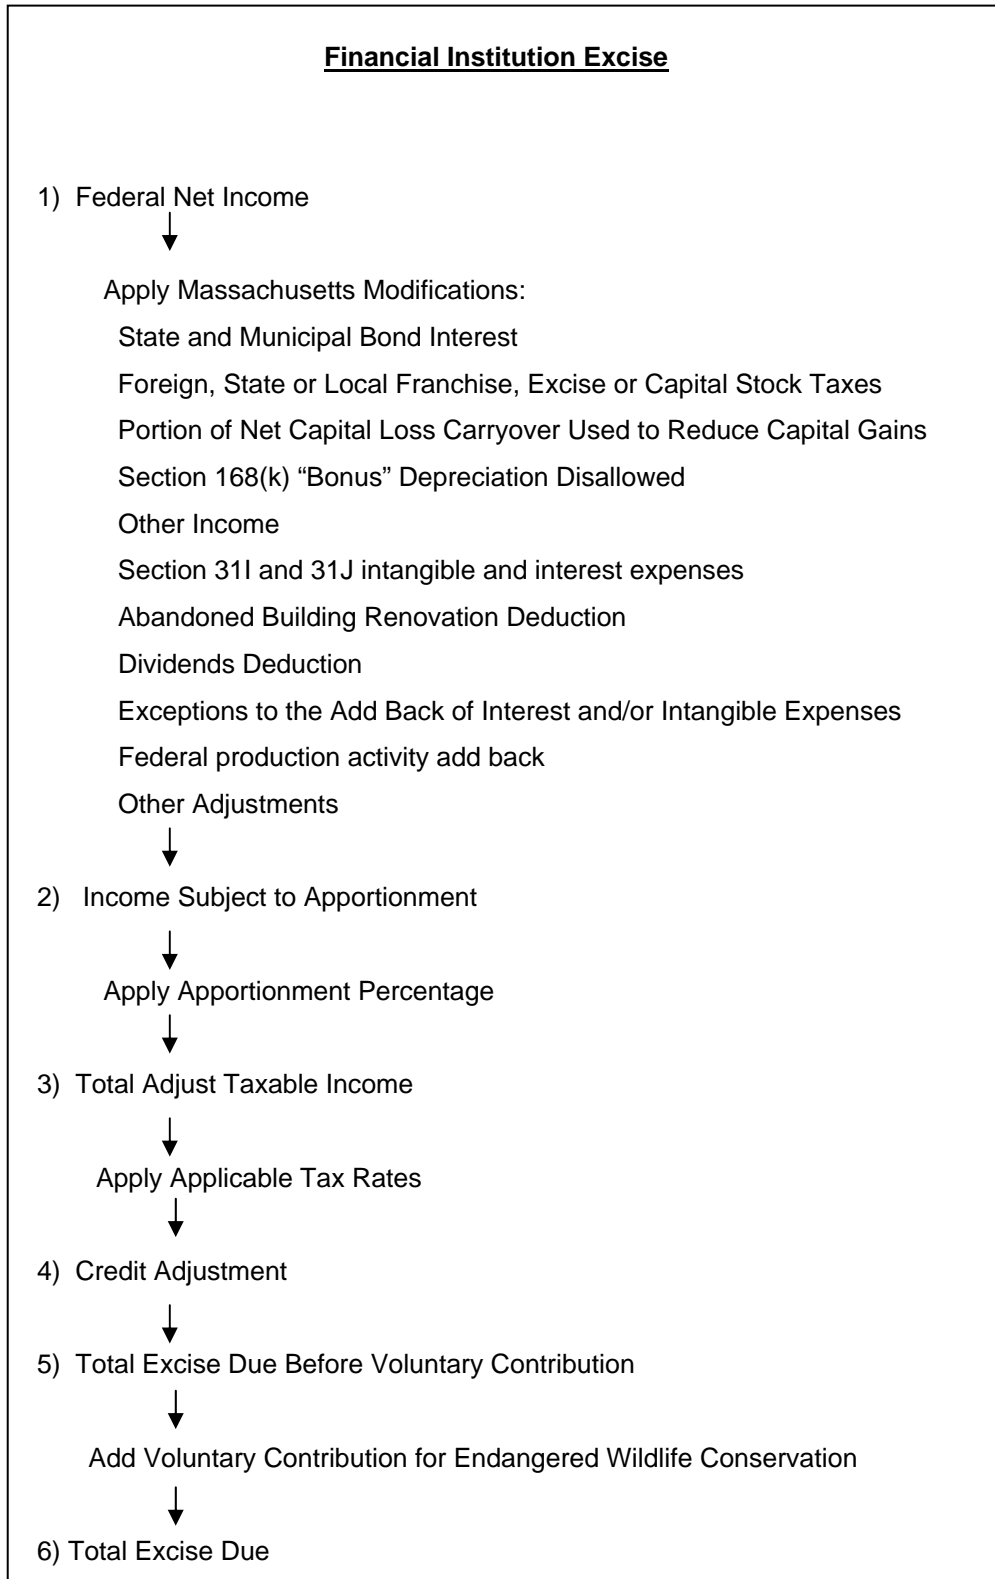 Financial Institution Excise
1) Federal Net Income
Apply Massachusetts Modifications:
State and Municipal Bond Interest
Foreign, State or Local Franchise, Excise or Capital Stock Taxes
Portion of Net Capital Loss Carryover Used to Reduce Capital Gains
Section 168(k) “Bonus” Depreciation Disallowed
Other Income
Section 31I and 31J intangible and interest expenses
Abandoned Building Renovation Deduction
Dividends Deduction
Exceptions to the Add Back of Interest and/or Intangible Expenses
Federal production activity add back
Other Adjustments
2) Income Subject to Apportionment
Apply Apportionment Percentage
3) Total Adjust Taxable Income
Apply Applicable Tax Rates
4) Credit Adjustment
5) Total Excise Due Before Voluntary Contribution
Add Voluntary Contribution for Endangered Wildlife Conservation
6) Total Excise Due